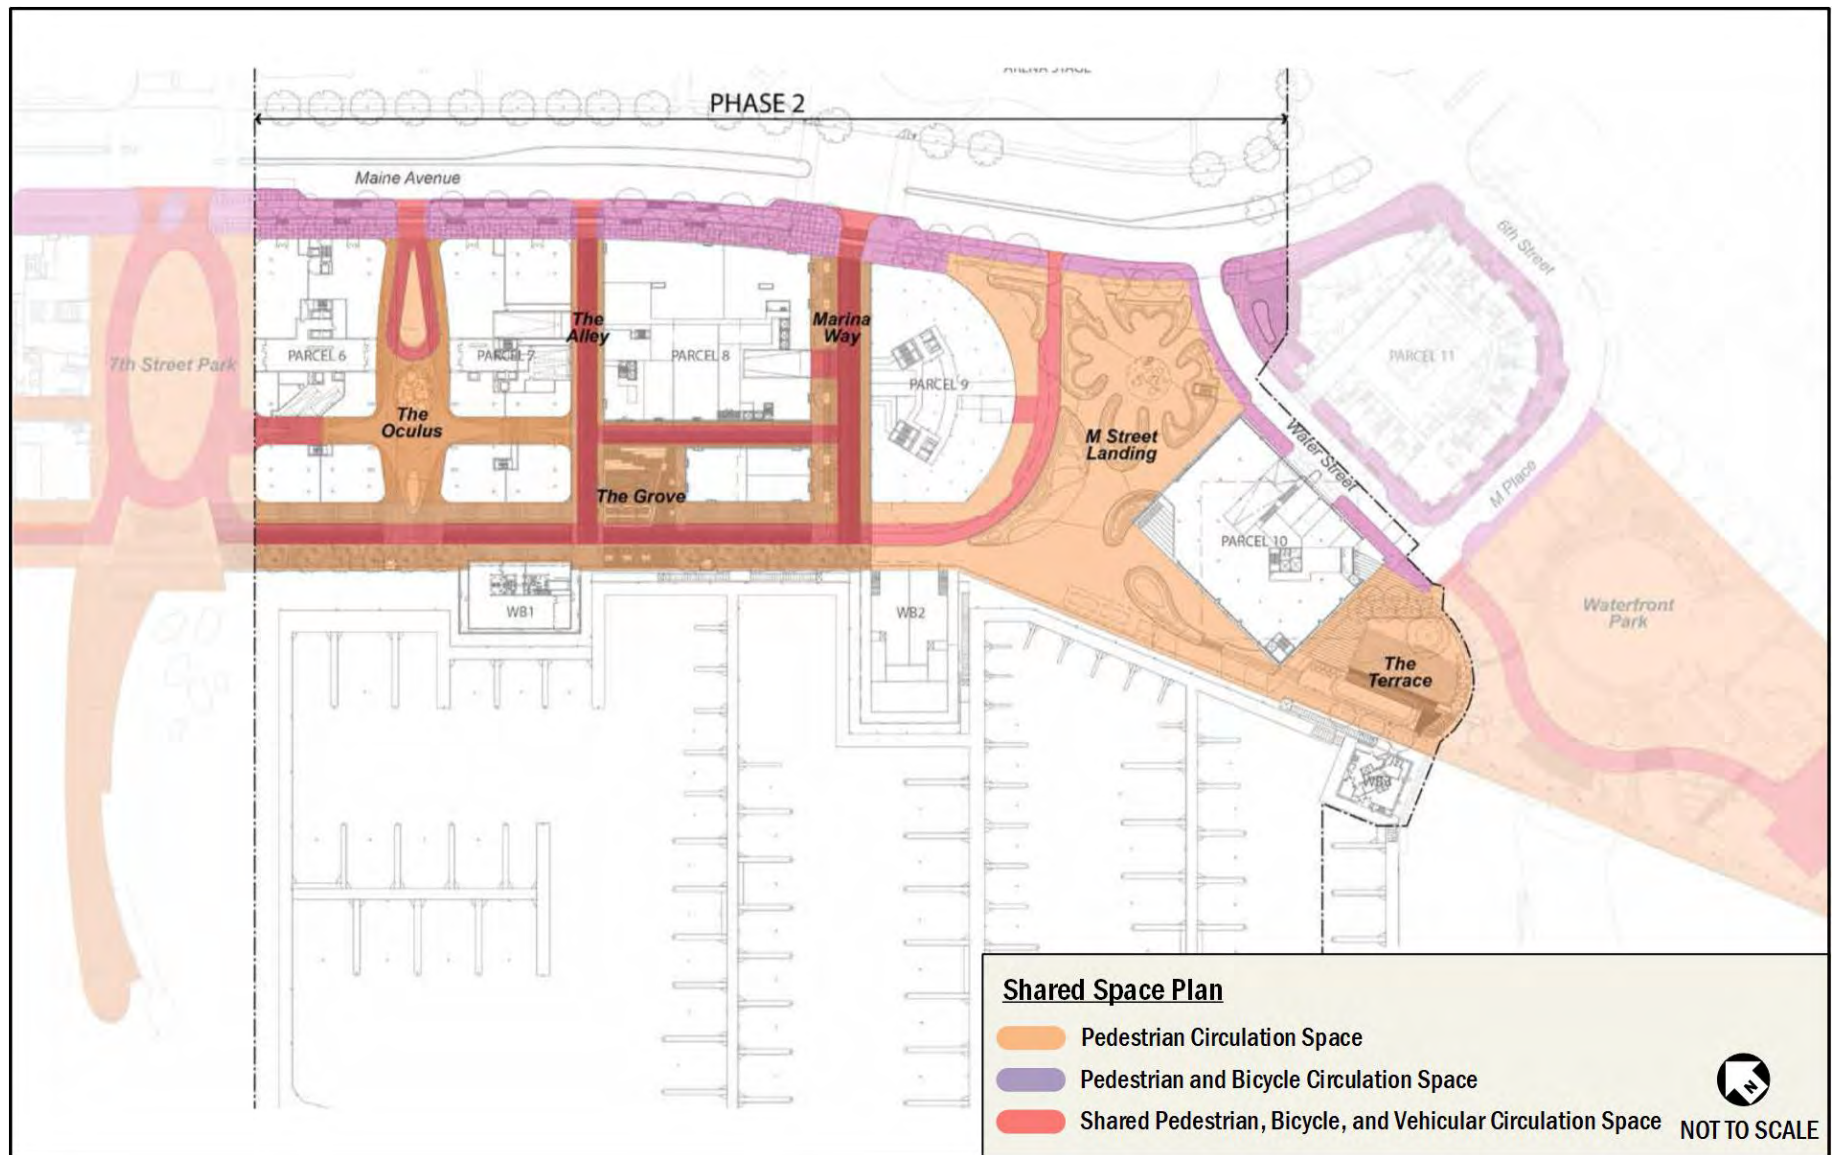 ARENA STAGE
PHASE 2
Maine Avenue
6th Street
The
Alley
Marina
Way
7th Street Park
PARCEL 6
PARCEL 7
PARCEL 8
PARCEL 9
PARCEL 11
The
Oculus
M Street
Landing
Water Street
M Place
The Grove
PARCEL 10
WB1
WB2
Waterfront
Park
The
Terrace
WB3
Shared Space Plan
Pedestrian Circulation Space
Pedestrian and Bicycle Circulation Space
Shared Pedestrian, Bicycle, and Vehicular Circulation Space
N
NOT TO SCALE